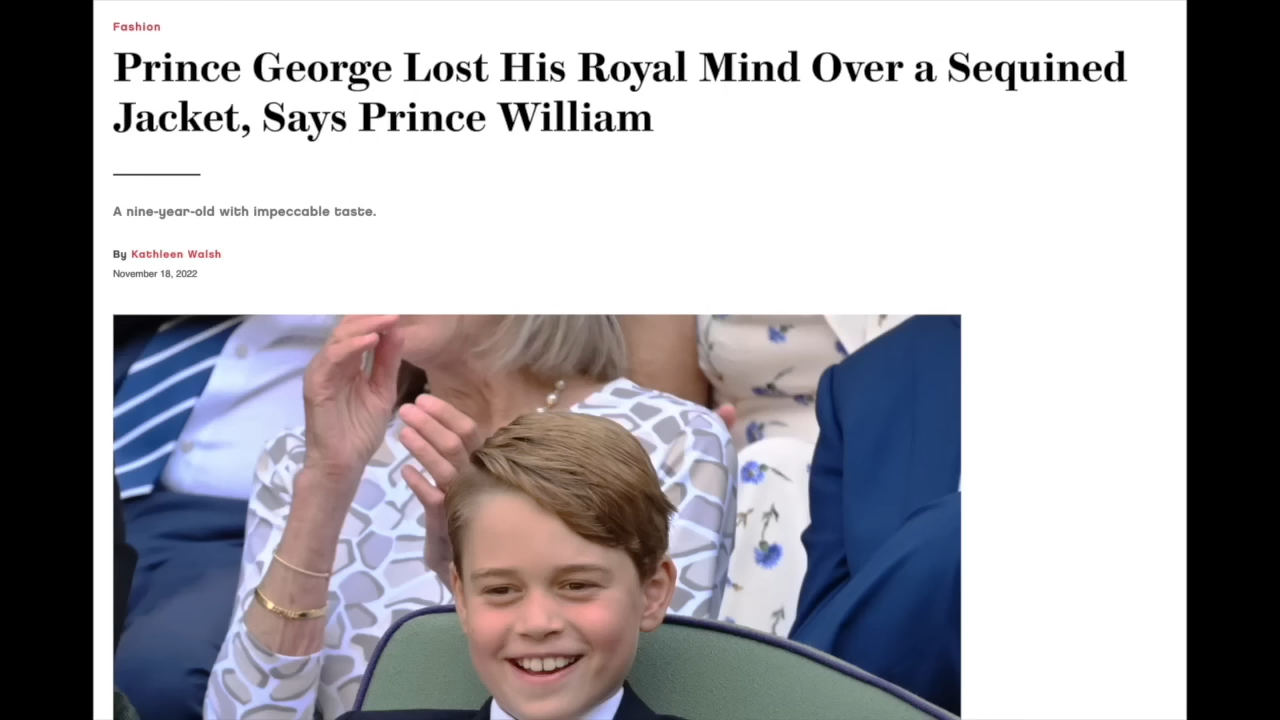 Fashion
Prince George Lost His Royal Mind Over a Sequined
Jacket, Says Prince William
A nine-year-old with impeccable taste.
By Kathleen Walsh
November 18, 2022